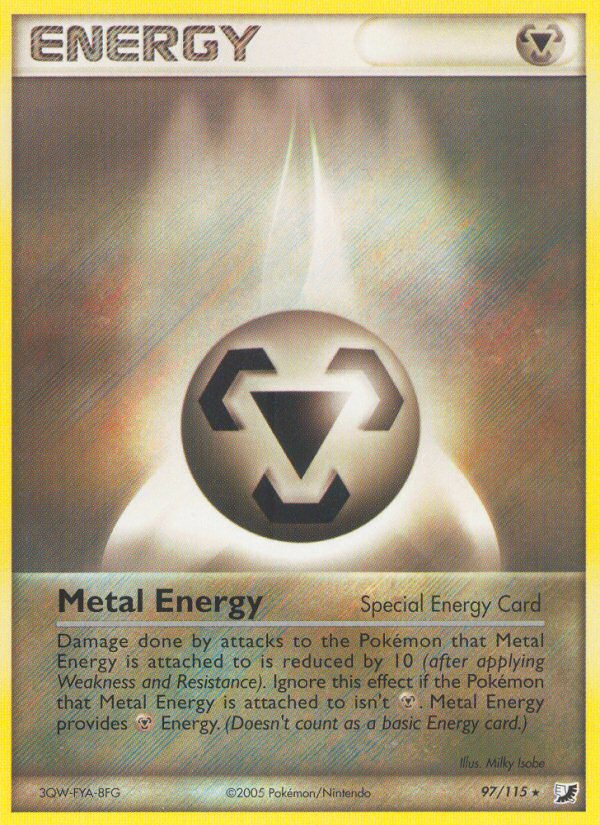 ENERGY
Metal Energy Special Energy Card
Damage done by attacks to the Pokémon that Metal
Energy is attached to is reduced by 10 (after applying
Weakness and Resistance). Ignore this effect if the Pokémon
that Metal Energy is attached to isn't . Metal Energy
provides Energy. (Doesn't count as a basic Energy card.)
Illus. Milky Isobe
3QW-FYA-8FG ©2005 Pokémon/Nintendo 97/115 ★